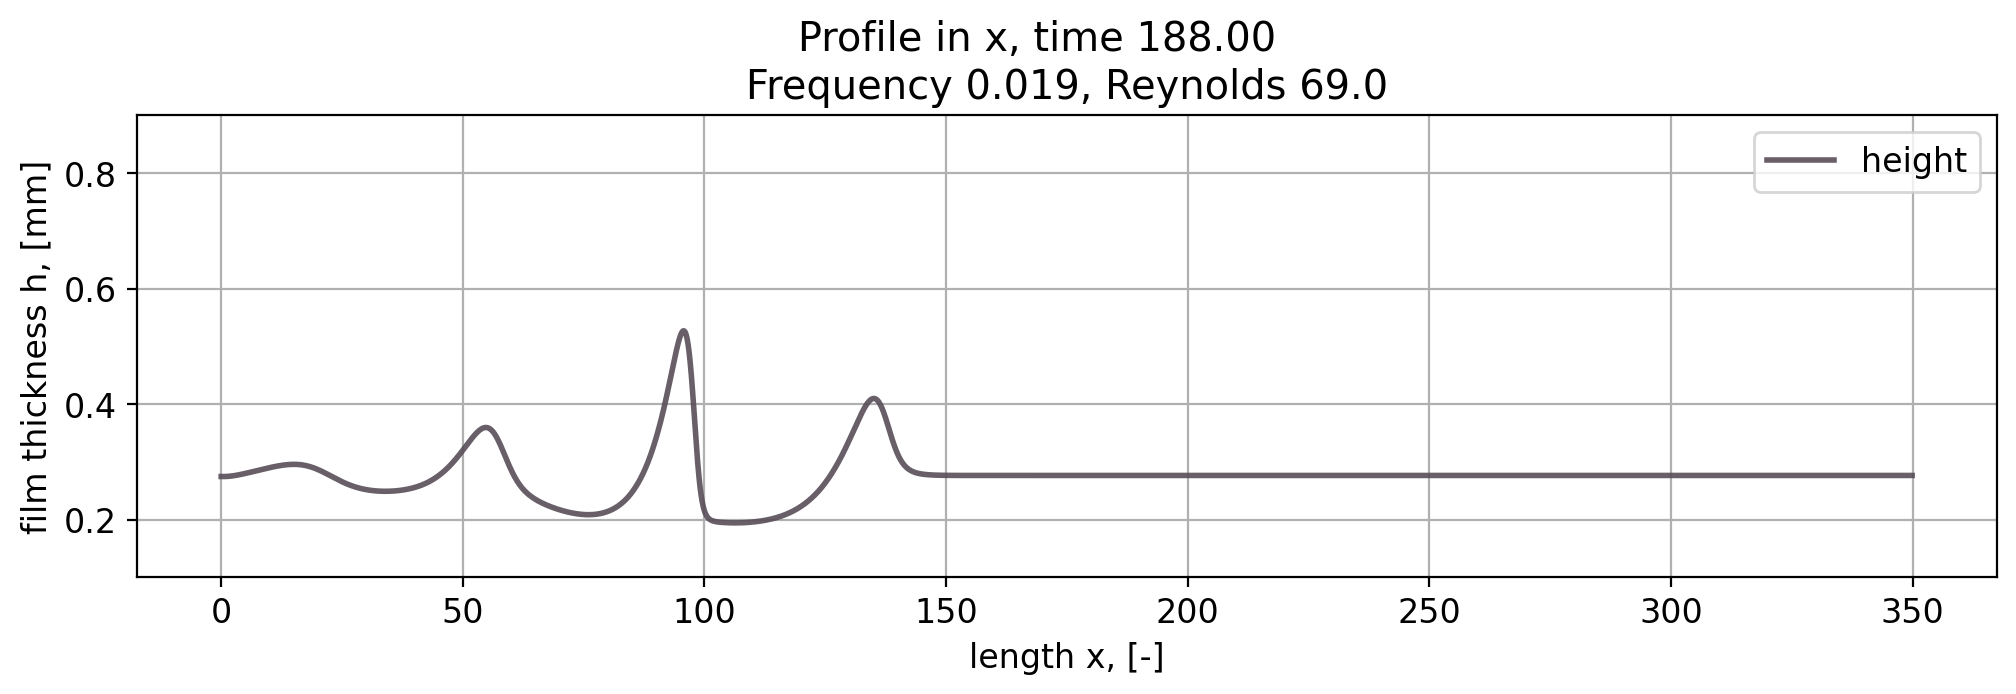 Profile in x, time 188.00
Frequency 0.019, Reynolds 69.0
height
film thickness h, [mm]
0.8
0.6
0.4
0.2
0 50 100 150 200 250 300 350
length x, [-]